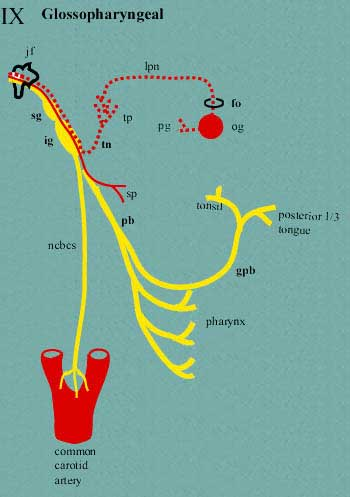 IX Glossopharyngeal
jf
lpn
fo
sg
tp
pg
og
ig
tn
sp
tonsil
pb
posterior 1/3
tongue
ncbcs
gpb
pharynx
common
carotid
artery